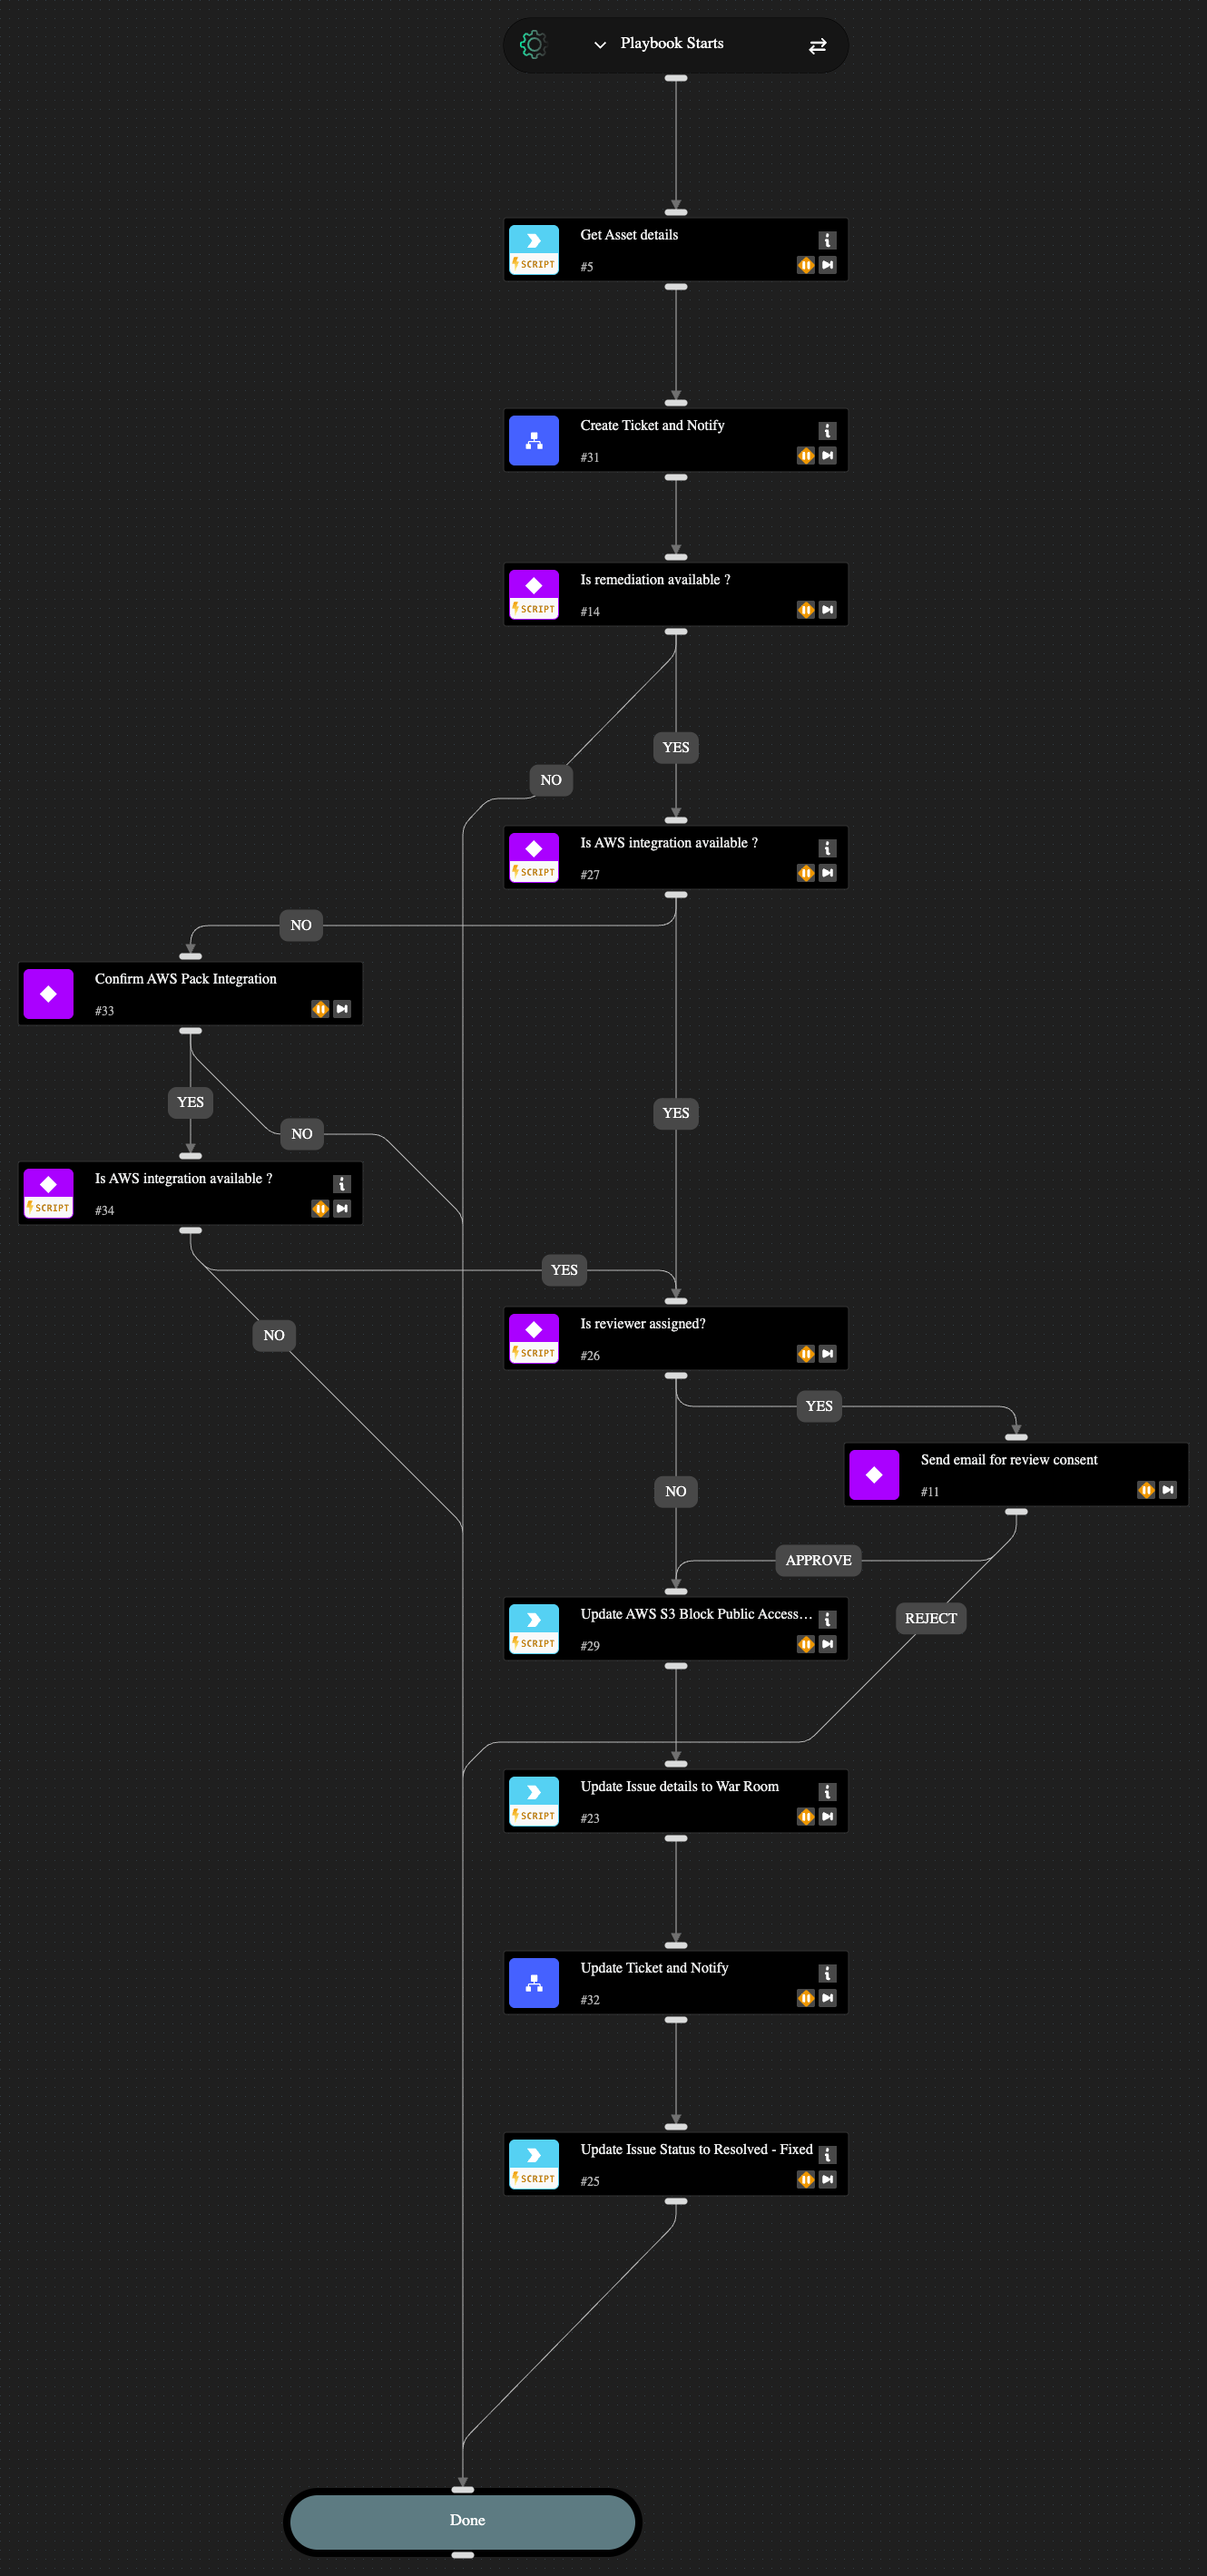 Playbook Starts
Get Asset details
SCRIPT
#5
Create Ticket and Notify
#31
Is remediation available ?
SCRIPT
#14
YES
NO
Is AWS integration available ?
SCRIPT
#27
NO
Confirm AWS Pack Integration
#33
YES
YES
NO
Is AWS integration available ?
SCRIPT
#34
YES
Is reviewer assigned?
NO
SCRIPT
#26
YES
Send email for review consent
#11
NO
APPROVE
Update AWS S3 Block Public Access...
REJECT
SCRIPT
#29
Update Issue details to War Room
SCRIPT
#23
Update Ticket and Notify
#32
Update Issue Status to Resolved - Fixed
SCRIPT
#25
Done